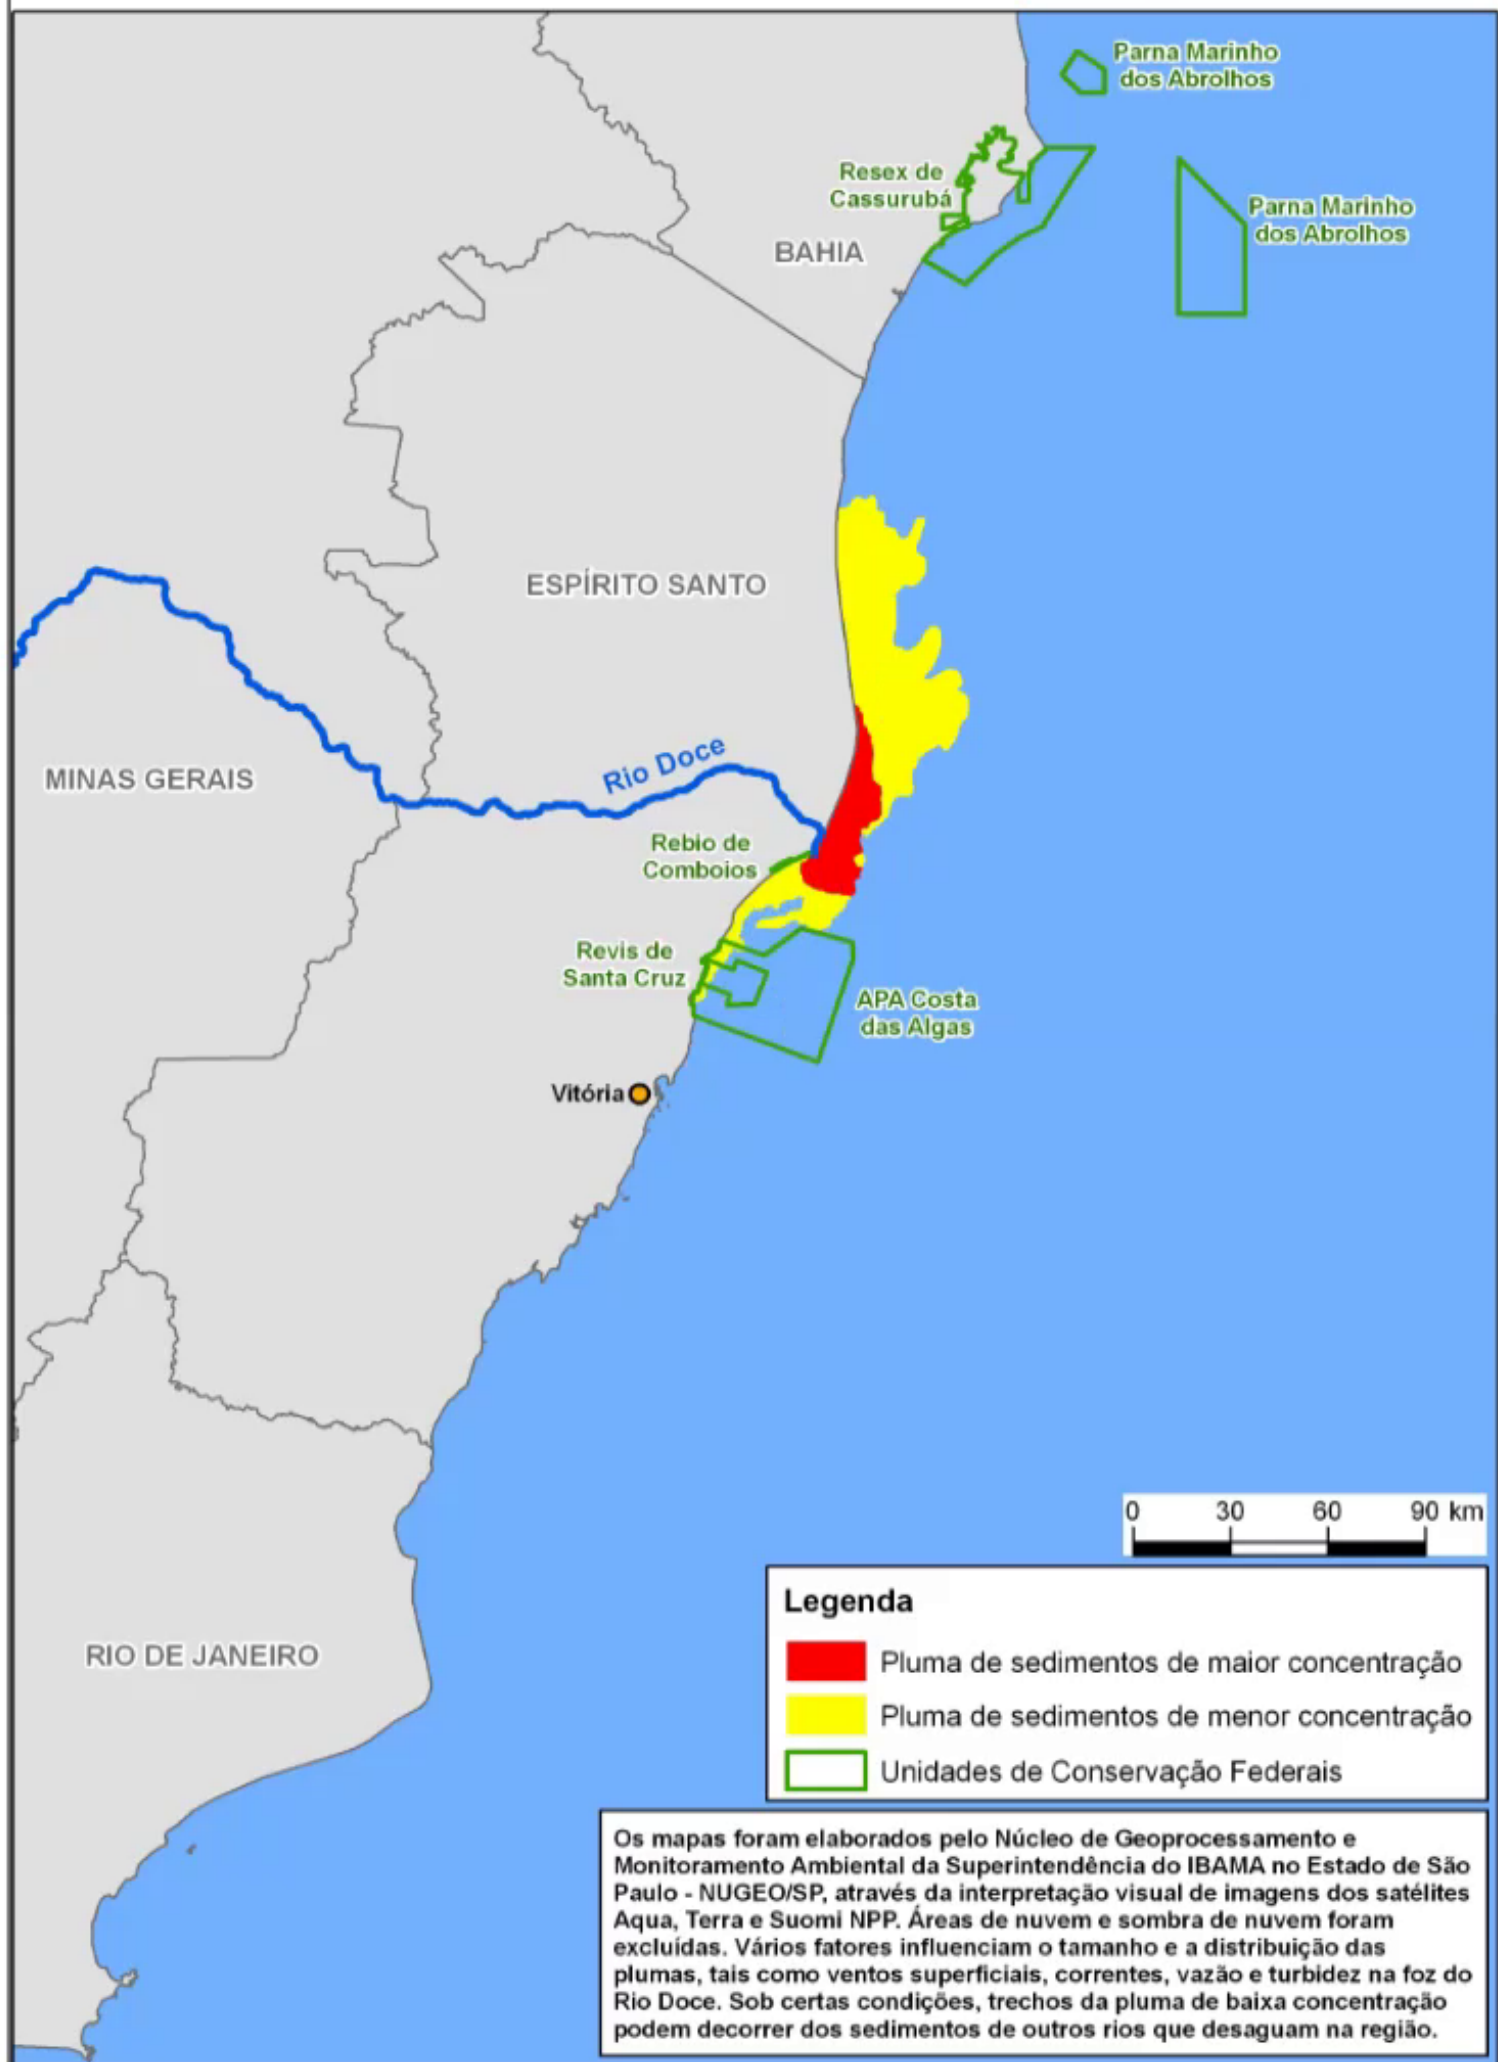 Parna Marinho
dos Abrolhos
Resex de
Cassurubá
Parna Marinho
dos Abrolhos
BAHIA
ESPÍRITO SANTO
Rio Doce
MINAS GERAIS
Rebio de
Comboios
Revis de
Santa Cruz
APA Costa
das Algas
Vitória
RIO DE JANEIRO
0 30 60 90 km
Legenda
Pluma de sedimentos de maior concentração
Pluma de sedimentos de menor concentração
Unidades de Conservação Federais
Os mapas foram elaborados pelo Núcleo de Geoprocessamento e
Monitoramento Ambiental da Superintendência do IBAMA no Estado de São
Paulo - NUGEO/SP, através da interpretação visual de imagens dos satélites
Aqua, Terra e Suomi NPP. Áreas de nuvem e sombra de nuvem foram
excluídas. Vários fatores influenciam o tamanho e a distribuição das
plumas, tais como ventos superficiais, correntes, vazão e turbidez na foz do
Rio Doce. Sob certas condições, trechos da pluma de baixa concentração
podem decorrer dos sedimentos de outros rios que desaguam na região.